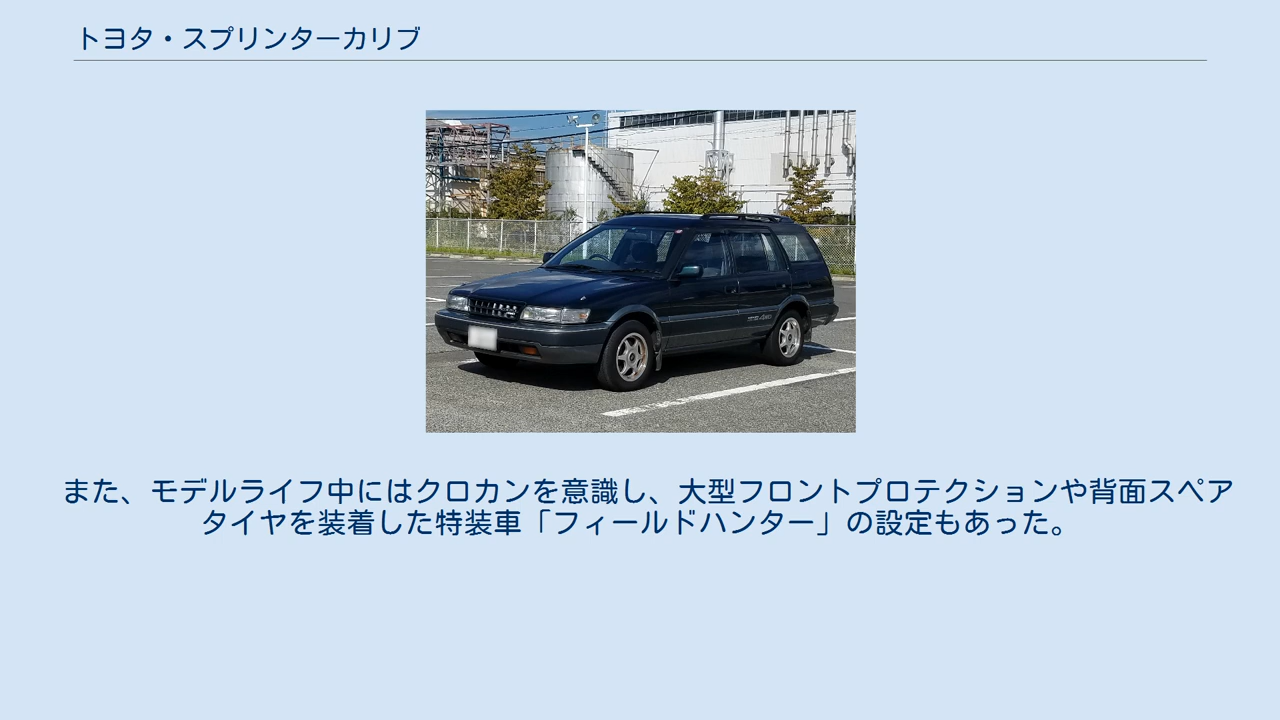 トヨタ・スプリンターカリブ
また、モデルライフ中にはクロカンを意識し、大型フロントプロテクションや背面スペア
タイヤを装着した特装車「フィールドハンター」の設定もあった。